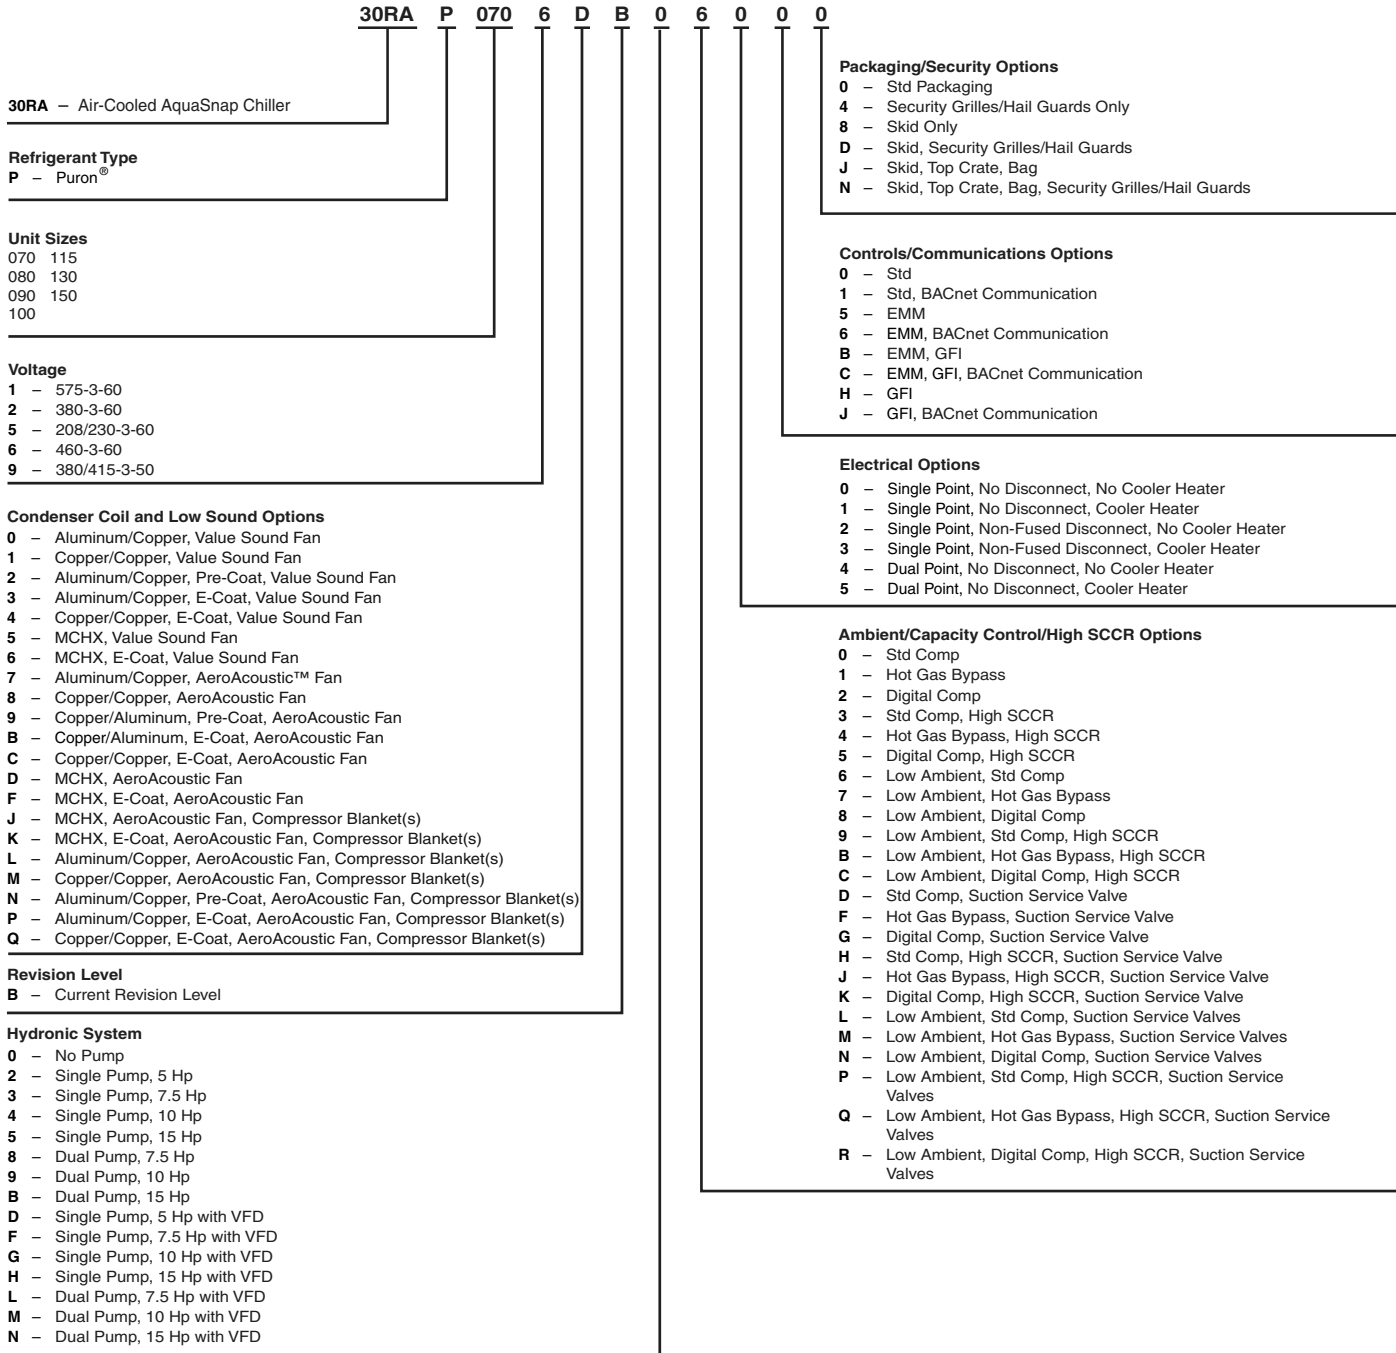 30RA P 070 6 D B 0 6 0 0 0
30RA – Air-Cooled AquaSnap Chiller
Refrigerant Type
P – Puron®
Unit Sizes
070 115
080 130
090 150
100
Voltage
1 – 575-3-60
2 – 380-3-60
5 – 208/230-3-60
6 – 460-3-60
9 – 380/415-3-50
Condenser Coil and Low Sound Options
0 – Aluminum/Copper, Value Sound Fan
1 – Copper/Copper, Value Sound Fan
2 – Aluminum/Copper, Pre-Coat, Value Sound Fan
3 – Aluminum/Copper, E-Coat, Value Sound Fan
4 – Copper/Copper, E-Coat, Value Sound Fan
5 – MCHX, Value Sound Fan
6 – MCHX, E-Coat, Value Sound Fan
7 – Aluminum/Copper, AeroAcoustic™ Fan
8 – Copper/Copper, AeroAcoustic Fan
9 – Copper/Aluminum, Pre-Coat, AeroAcoustic Fan
B – Copper/Aluminum, E-Coat, AeroAcoustic Fan
C – Copper/Copper, E-Coat, AeroAcoustic Fan
D – MCHX, AeroAcoustic Fan
F – MCHX, E-Coat, AeroAcoustic Fan
J – MCHX, AeroAcoustic Fan, Compressor Blanket(s)
K – MCHX, E-Coat, AeroAcoustic Fan, Compressor Blanket(s)
L – Aluminum/Copper, AeroAcoustic Fan, Compressor Blanket(s)
M – Copper/Copper, AeroAcoustic Fan, Compressor Blanket(s)
N – Aluminum/Copper, Pre-Coat, AeroAcoustic Fan, Compressor Blanket(s)
P – Aluminum/Copper, E-Coat, AeroAcoustic Fan, Compressor Blanket(s)
Q – Copper/Copper, E-Coat, AeroAcoustic Fan, Compressor Blanket(s)
Revision Level
B – Current Revision Level
Hydronic System
0 – No Pump
2 – Single Pump, 5 Hp
3 – Single Pump, 7.5 Hp
4 – Single Pump, 10 Hp
5 – Single Pump, 15 Hp
8 – Dual Pump, 7.5 Hp
9 – Dual Pump, 10 Hp
B – Dual Pump, 15 Hp
D – Single Pump, 5 Hp with VFD
F – Single Pump, 7.5 Hp with VFD
G – Single Pump, 10 Hp with VFD
H – Single Pump, 15 Hp with VFD
L – Dual Pump, 7.5 Hp with VFD
M – Dual Pump, 10 Hp with VFD
N – Dual Pump, 15 Hp with VFD
Packaging/Security Options
0 – Std Packaging
4 – Security Grilles/Hail Guards Only
8 – Skid Only
D – Skid, Security Grilles/Hail Guards
J – Skid, Top Crate, Bag
N – Skid, Top Crate, Bag, Security Grilles/Hail Guards
Controls/Communications Options
0 – Std
1 – Std, BACnet Communication
5 – EMM
6 – EMM, BACnet Communication
B – EMM, GFI
C – EMM, GFI, BACnet Communication
H – GFI
J – GFI, BACnet Communication
Electrical Options
0 – Single Point, No Disconnect, No Cooler Heater
1 – Single Point, No Disconnect, Cooler Heater
2 – Single Point, Non-Fused Disconnect, No Cooler Heater
3 – Single Point, Non-Fused Disconnect, Cooler Heater
4 – Dual Point, No Disconnect, No Cooler Heater
5 – Dual Point, No Disconnect, Cooler Heater
Ambient/Capacity Control/High SCCR Options
0 – Std Comp
1 – Hot Gas Bypass
2 – Digital Comp
3 – Std Comp, High SCCR
4 – Hot Gas Bypass, High SCCR
5 – Digital Comp, High SCCR
6 – Low Ambient, Std Comp
7 – Low Ambient, Hot Gas Bypass
8 – Low Ambient, Digital Comp
9 – Low Ambient, Std Comp, High SCCR
B – Low Ambient, Hot Gas Bypass, High SCCR
C – Low Ambient, Digital Comp, High SCCR
D – Std Comp, Suction Service Valve
F – Hot Gas Bypass, Suction Service Valve
G – Digital Comp, Suction Service Valve
H – Std Comp, High SCCR, Suction Service Valve
J – Hot Gas Bypass, High SCCR, Suction Service Valve
K – Digital Comp, High SCCR, Suction Service Valve
L – Low Ambient, Std Comp, Suction Service Valves
M – Low Ambient, Hot Gas Bypass, Suction Service Valves
N – Low Ambient, Digital Comp, Suction Service Valves
P – Low Ambient, Std Comp, High SCCR, Suction Service
Valves
Q – Low Ambient, Hot Gas Bypass, High SCCR, Suction Service
Valves
R – Low Ambient, Digital Comp, High SCCR, Suction Service
Valves